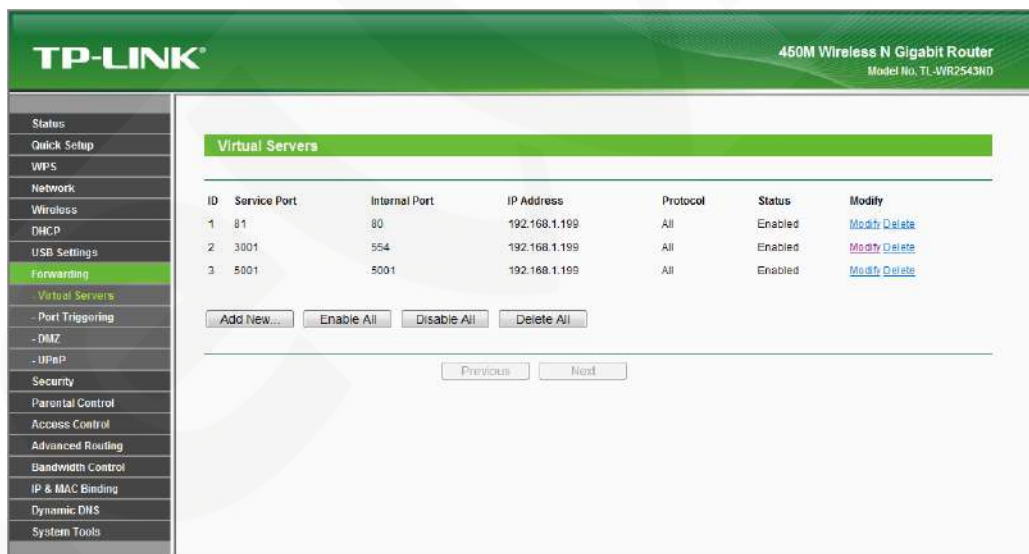 TP-LINK®
450M Wireless N Gigabit Router
Model No. TL-WR2543ND
Status
Quick Setup
WPS
Network
Wireless
DHCP
USB Settings
Forwarding
- Virtual Servers
- Port Triggering
- DMZ
- UPnP
Security
Parental Control
Access Control
Advanced Routing
Bandwidth Control
IP & MAC Binding
Dynamic DNS
System Tools
Virtual Servers
ID Service Port Internal Port IP Address Protocol Status Modify
1 81 80 192.168.1.199 All Enabled Modify Delete
2 3001 554 192.168.1.199 All Enabled Modify Delete
3 5001 5001 192.168.1.199 All Enabled Modify Delete
Add New... Enable All Disable All Delete All
Previous Next